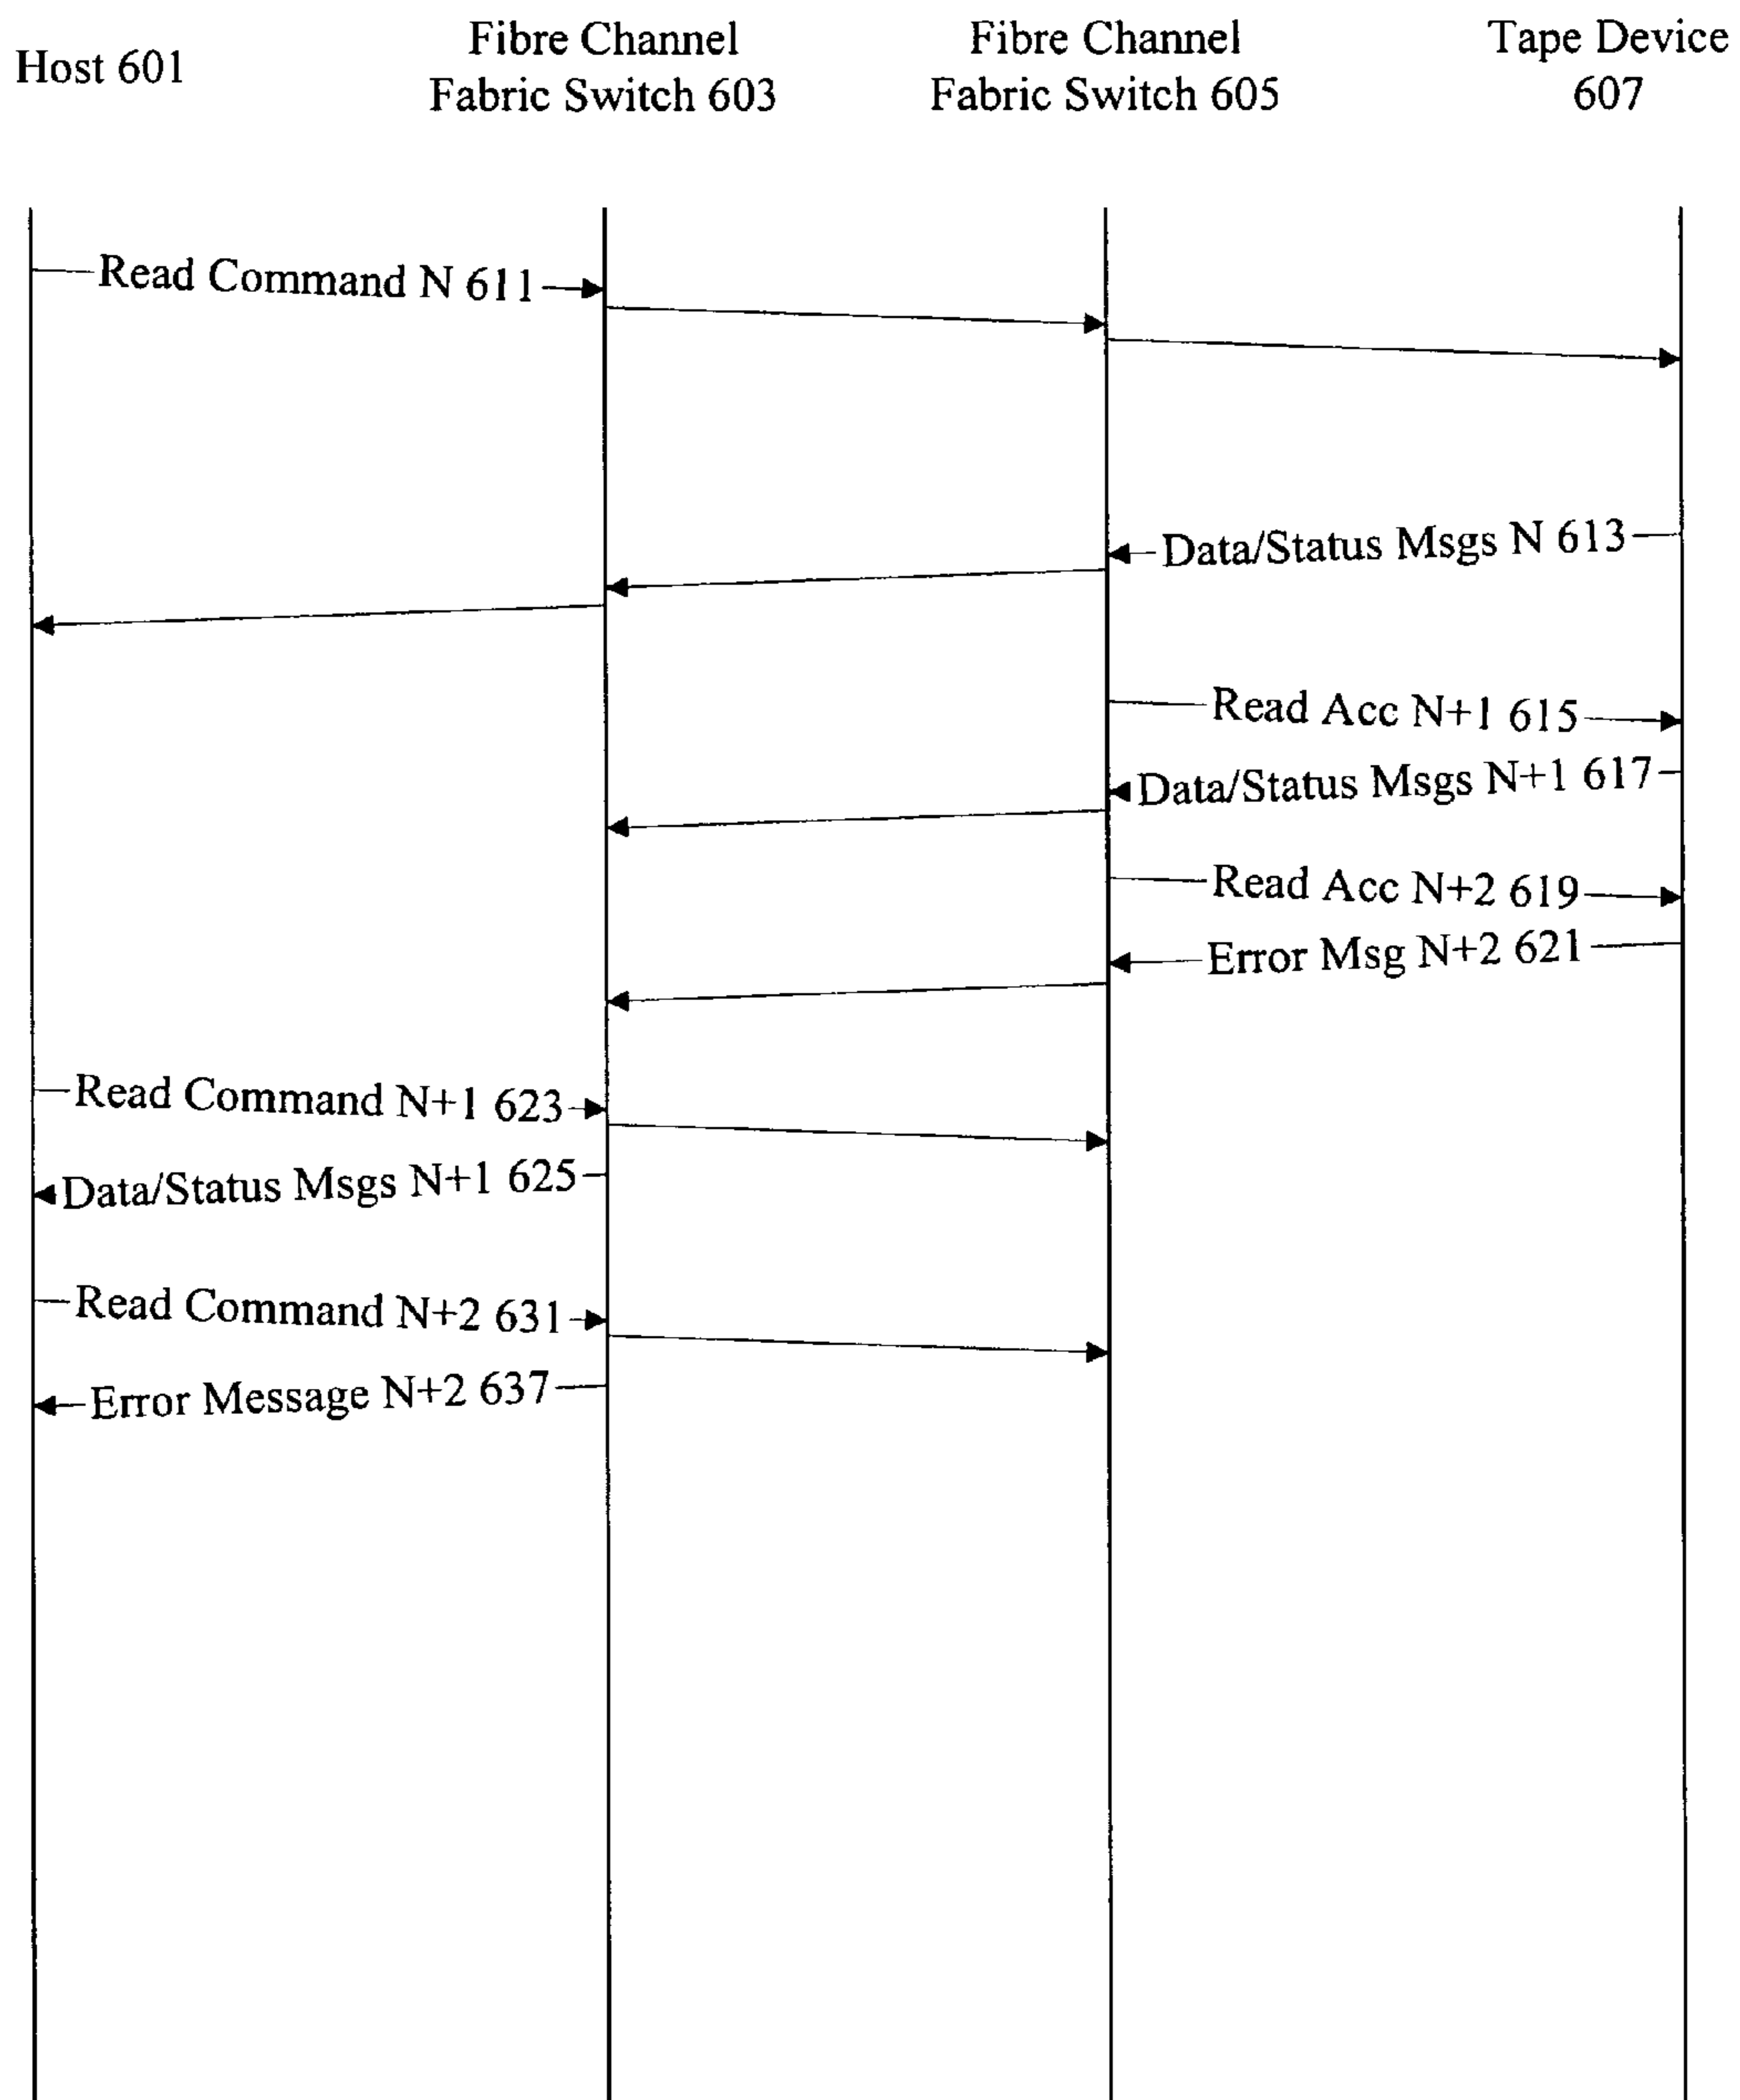 Host 601
Fibre Channel
Fabric Switch 603
Fibre Channel
Fabric Switch 605
Tape Device
607
Read Command N 611
Data/Status Msgs N 613
Read Acc N+1 615
Data/Status Msgs N+1 617
Read Acc N+2 619
Error Msg N+2 621
Read Command N+1 623
Data/Status Msgs N+1 625
Read Command N+2 631
Error Message N+2 637